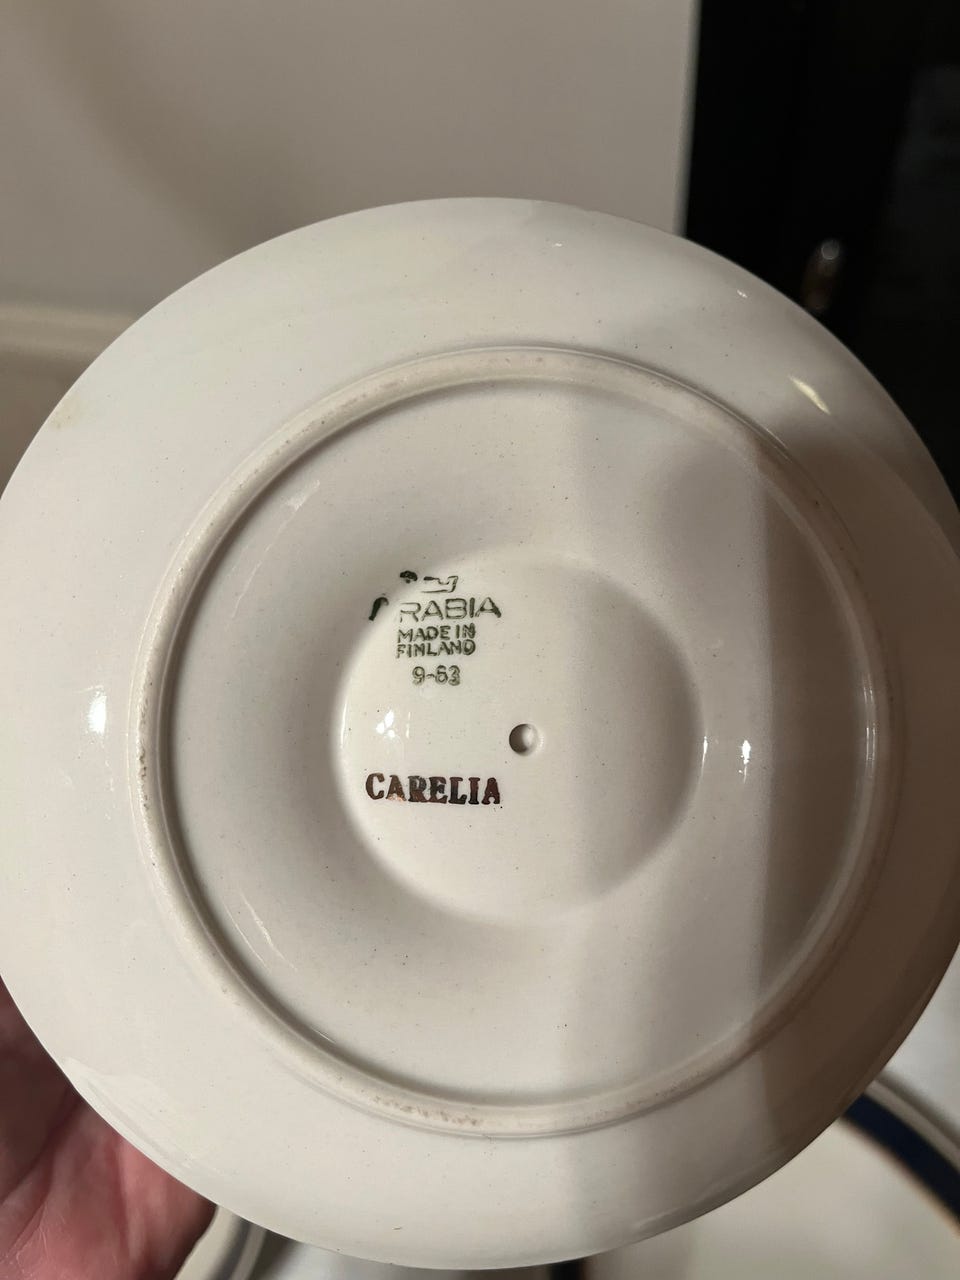 RABIA
MADE IN
FINLAND
9-63
CARELIA